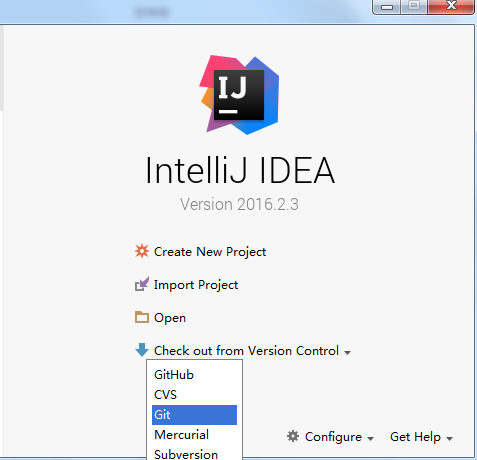 IJ
IntelliJ IDEA
Version 2016.2.3
Create New Project
Import Project
Open
Check out from Version Control
GitHub
CVS
Git
Mercurial
Subversion
Configure
Get Help